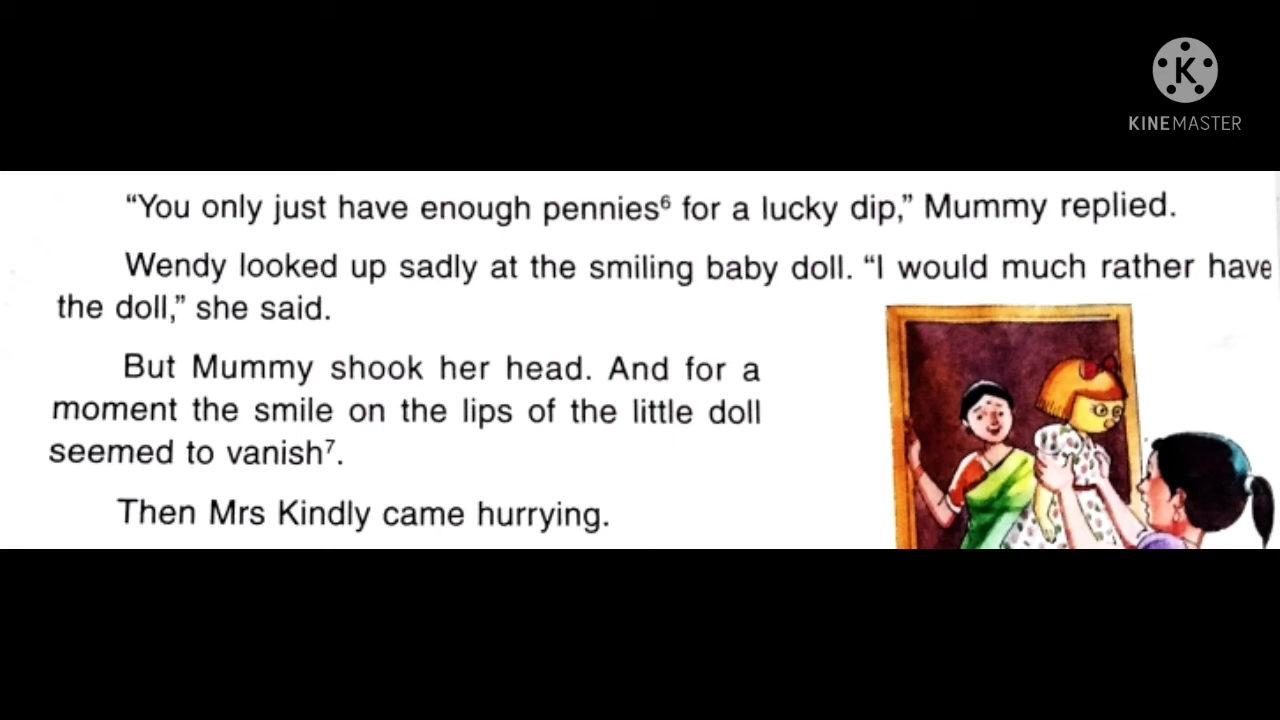 K
KINEMASTER
“You only just have enough pennies⁶ for a lucky dip,” Mummy replied.
Wendy looked up sadly at the smiling baby doll. “I would much rather have
the doll,” she said.
But Mummy shook her head. And for a
moment the smile on the lips of the little doll
seemed to vanish⁷.
Then Mrs Kindly came hurrying.